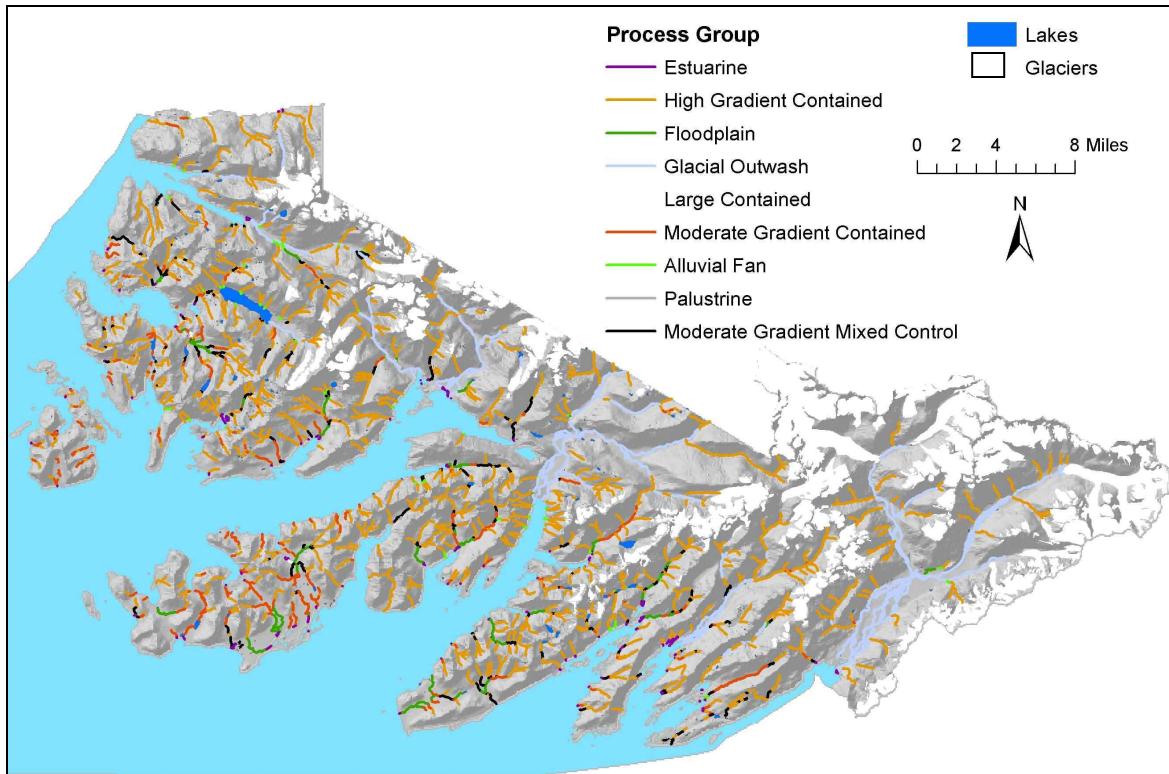 Process Group
Estuarine
High Gradient Contained
Floodplain
Glacial Outwash
Large Contained
Moderate Gradient Contained
Alluvial Fan
Palustrine
Moderate Gradient Mixed Control
Lakes
Glaciers
0 2 4 8 Miles
N